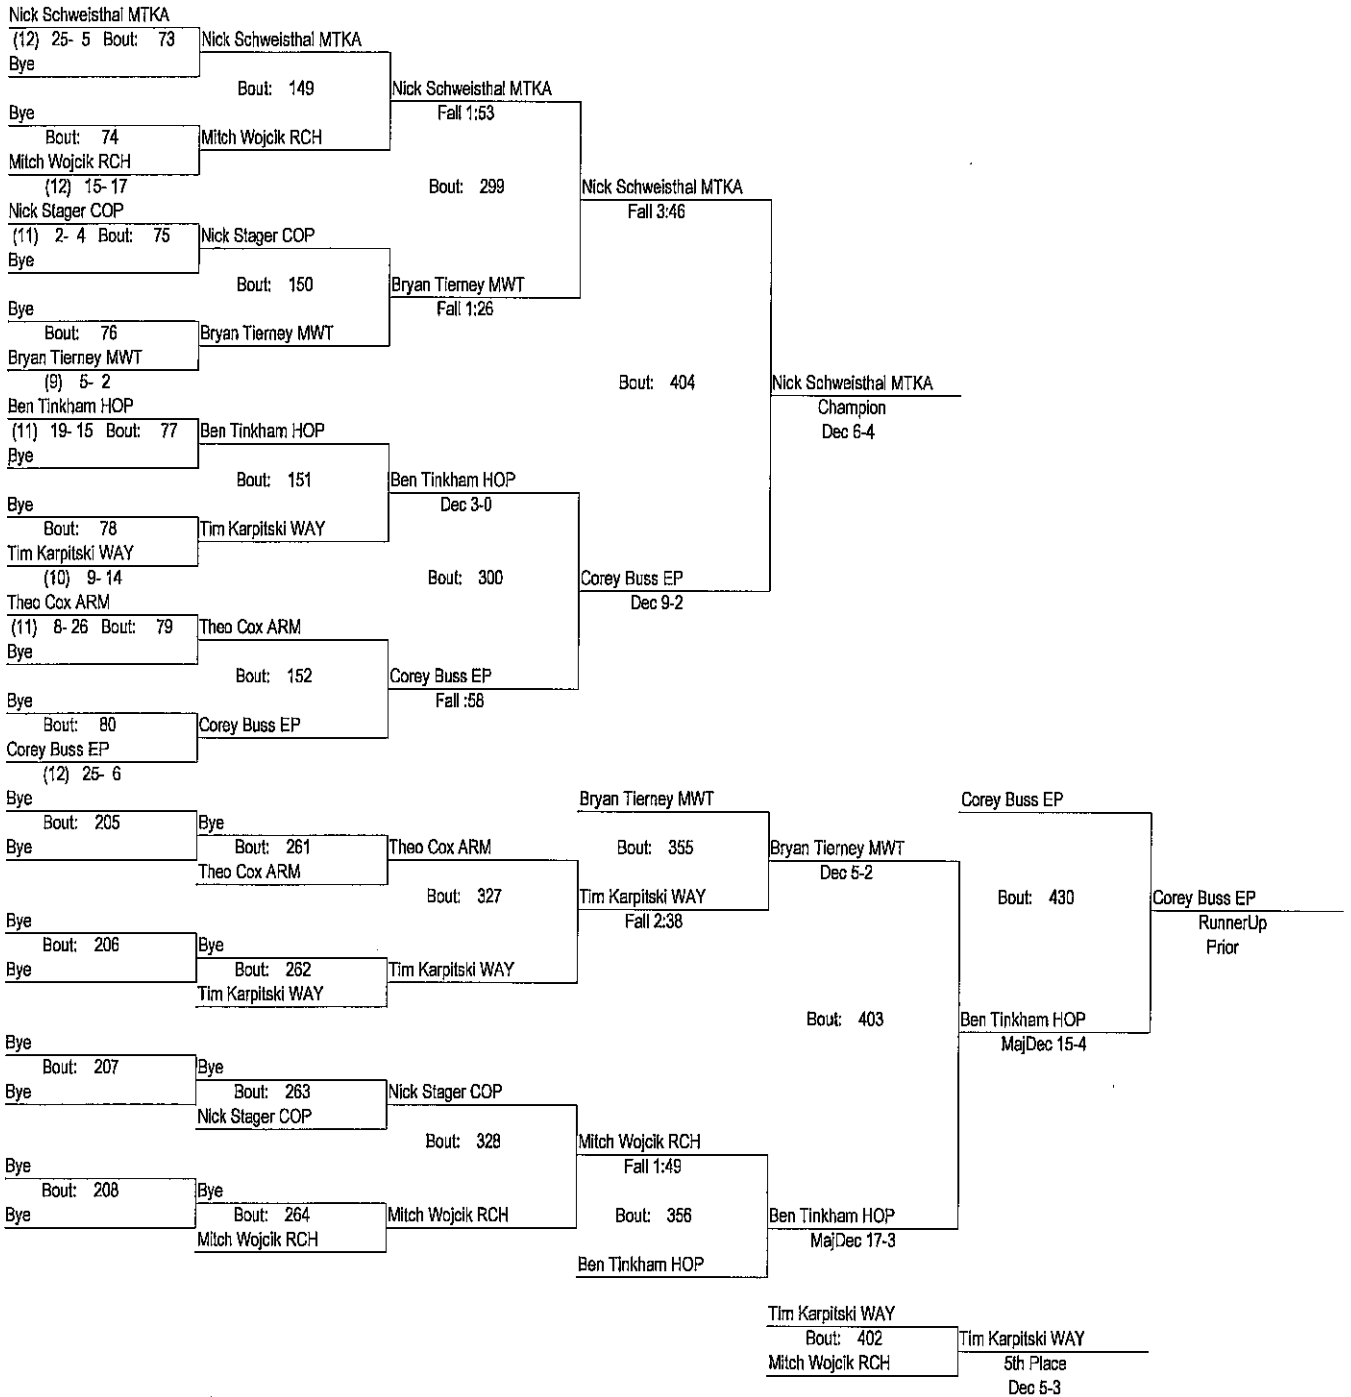 Nick Schweisthal MTKA
(12) 25- 5 Bout: 73
Bye
Nick Schweisthal MTKA
Bout: 149
Bye
Bout: 74
Mitch Wojcik RCH
(12) 15- 17
Mitch Wojcik RCH
Nick Schweisthal MTKA
Fall 1:53
Bout: 299
Nick Stager COP
(11) 2- 4 Bout: 75
Bye
Nick Stager COP
Bout: 150
Bye
Bout: 76
Bryan Tierney MWT
(9) 5- 2
Bryan Tierney MWT
Bryan Tierney MWT
Fall 1:26
Nick Schweisthal MTKA
Fall 3:46
Bout: 404
Nick Schweisthal MTKA
Champion
Dec 6-4
Ben Tinkham HOP
(11) 19- 15 Bout: 77
Bye
Ben Tinkham HOP
Bout: 151
Bye
Bout: 78
Tim Karpitski WAY
(10) 9- 14
Tim Karpitski WAY
Ben Tinkham HOP
Dec 3-0
Bout: 300
Theo Cox ARM
(11) 8- 26 Bout: 79
Bye
Theo Cox ARM
Bout: 152
Bye
Bout: 80
Corey Buss EP
(12) 25- 6
Corey Buss EP
Corey Buss EP
Fall :58
Corey Buss EP
Dec 9-2
Bye
Bout: 205
Bye
Bye
Bout: 261
Theo Cox ARM
Theo Cox ARM
Bout: 327
Bye
Bout: 206
Bye
Bye
Bout: 262
Tim Karpitski WAY
Tim Karpitski WAY
Bryan Tierney MWT
Bout: 355
Tim Karpitski WAY
Fall 2:38
Bryan Tierney MWT
Dec 5-2
Bout: 403
Bye
Bout: 207
Bye
Bye
Bout: 263
Nick Stager COP
Nick Stager COP
Bout: 328
Bye
Bout: 208
Bye
Bye
Bout: 264
Mitch Wojcik RCH
Mitch Wojcik RCH
Mitch Wojcik RCH
Fall 1:49
Bout: 356
Ben Tinkham HOP
Ben Tinkham HOP
MajDec 17-3
Corey Buss EP
Bout: 430
Ben Tinkham HOP
MajDec 15-4
Corey Buss EP
RunnerUp
Prior
Tim Karpitski WAY
Bout: 402
Mitch Wojcik RCH
Tim Karpitski WAY
5th Place
Dec 5-3